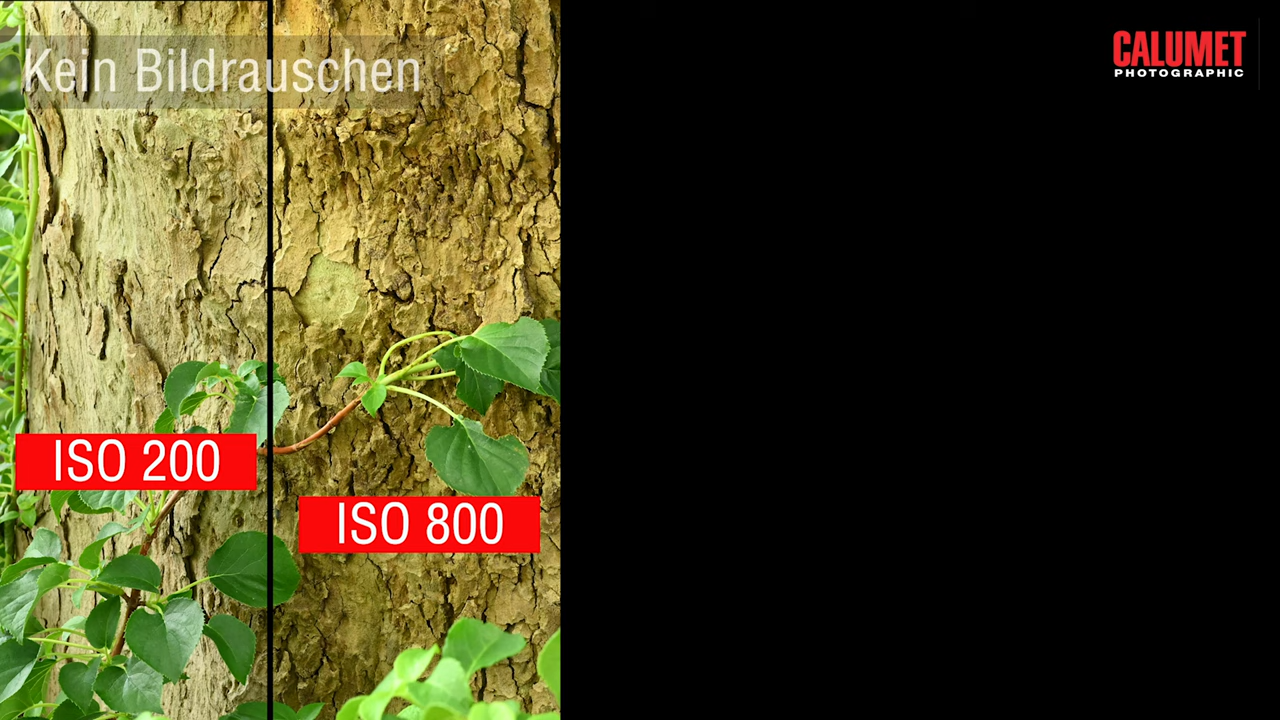 Kein Bildrauschen
CALUMET
PHOTOGRAPHIC
ISO 200
ISO 800